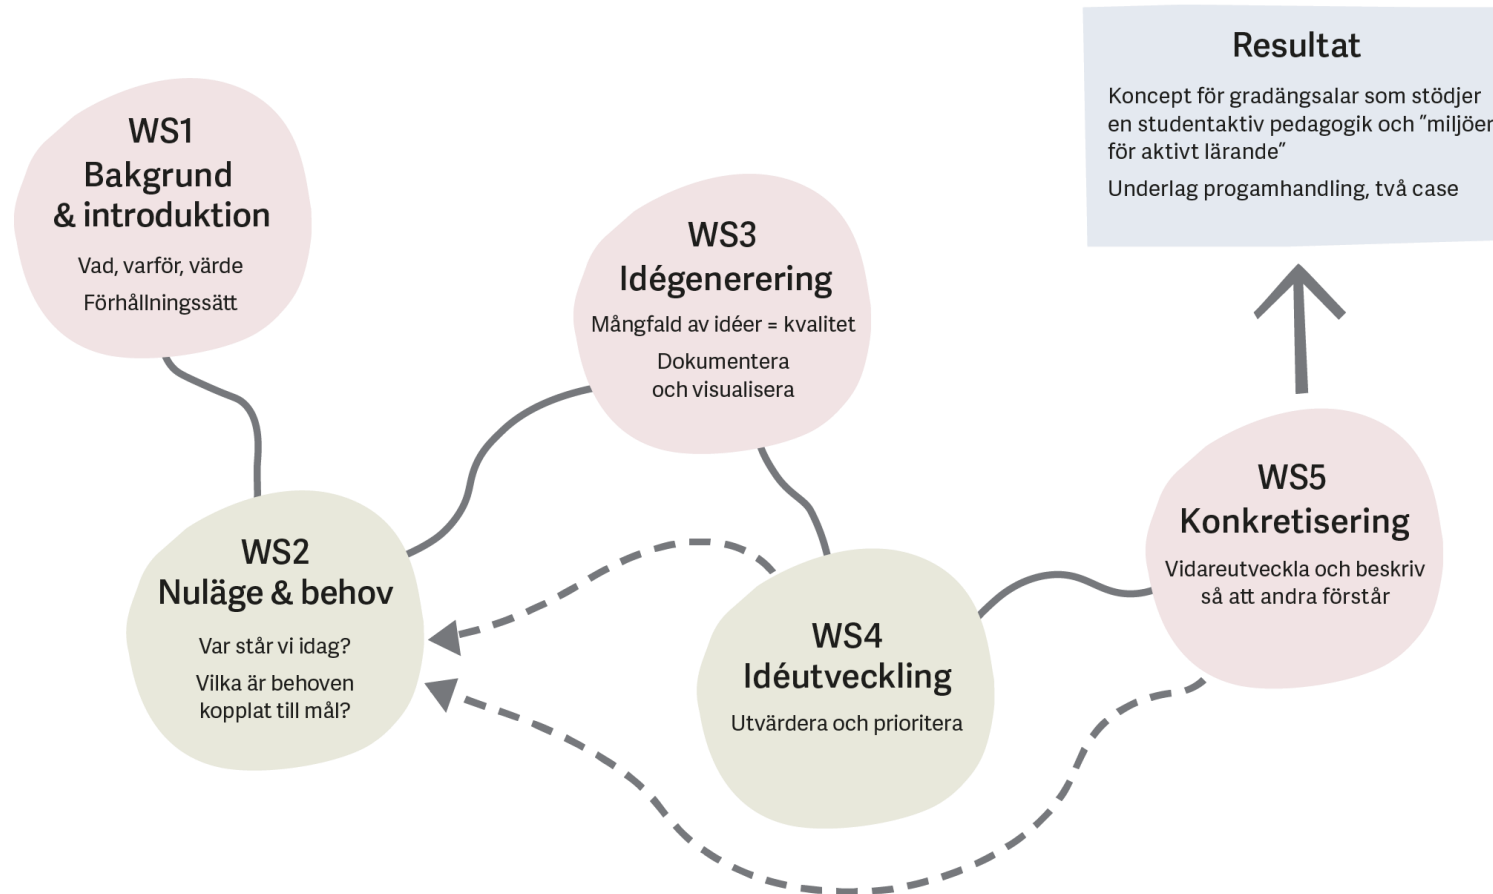 WS1
Bakgrund
& introduktion
Vad, varför, värde
Förhållningssätt
WS2
Nuläge & behov
Var står vi idag?
Vilka är behoven
kopplat till mål?
WS3
Idégenerering
Mångfald av idéer = kvalitet
Dokumentera
och visualisera
WS4
Idéutveckling
Utvärdera och prioritera
WS5
Konkretisering
Vidareutveckla och beskriv
så att andra förstår
Resultat
Koncept för gradängsalar som stödjer
en studentaktiv pedagogik och ”miljöer
för aktivt lärande”
Underlag progamhandling, två case